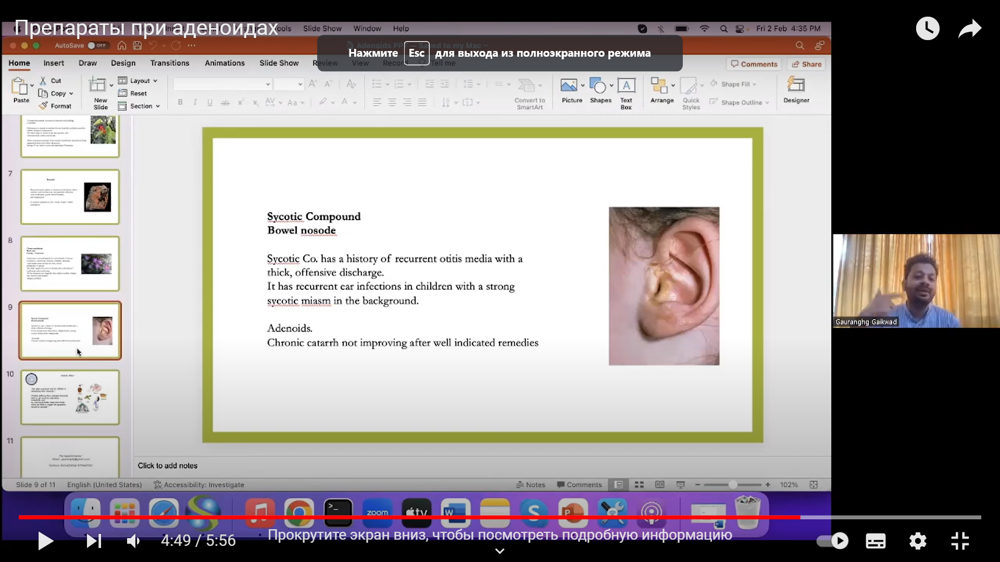 Препараты при аденоидах
Slide Show Window Help
Fri 2 Feb 4:35 PM
AutoSave OFF
Нажмите Esc для выхода из полноэкранного режима
Home Insert Draw Design Transitions Animations Slide Show Review View Record Tell me
Comments Share
Paste
Cut
Copy
Format
New
Slide
Layout
Reset
Section
Convert to
SmartArt
Picture
Shapes
Text
Box
Arrange
Quick
Styles
Shape Fill
Shape Outline
Designer
7
8
9
10
11
Sycotic Compound
Bowel nosode
Sycotic Co. has a history of recurrent otitis media with a
thick, offensive discharge.
It has recurrent ear infections in children with a strong
sycotic miasm in the background.
Adenoids.
Chronic catarrh not improving after well indicated remedies
Gauranghg Gaikwad
Click to add notes
Slide 9 of 11 English (United States) Accessibility: Investigate
Notes Comments 102%
zoom
tv
4:49 / 5:56
Прокрутите экран вниз, чтобы посмотреть подробную информацию